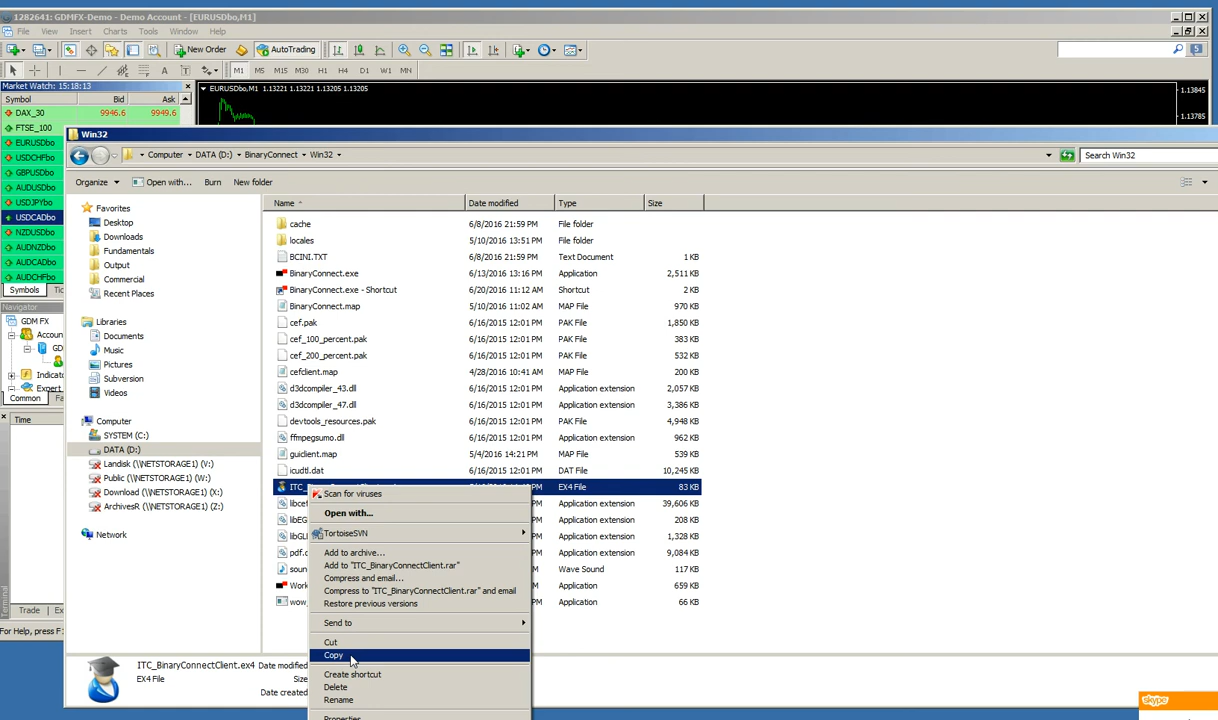 1282641: GDMFX-Demo - Demo Account - [EURUSDbo,M1]
File View Insert Charts Tools Window Help
New Order AutoTrading 5
A T M1 M5 M15 M30 H1 H4 D1 W1 MN
Market Watch: 15:18:13
Symbol Bid Ask
DAX_30 9946.6 9949.6
FTSE_100
EURUSDbo
USDCHFbo
GBPUSDbo
AUDUSDbo
USDJPYbo
USDCADbo
NZDUSDbo
AUDNZDbo
AUDCADbo
AUDCHFbo
Symbols
Navigator
GDM FX
Common
Time
Trade
For Help, press F1
EURUSDbo,M1 1.13221 1.13221 1.13205 1.13205
1.13845
1.13785
Win32
Computer DATA (D:) BinaryConnect Win32
Search Win32
Organize Open with... Burn New folder
Favorites
Desktop
Downloads
Fundamentals
Output
Commercial
Recent Places
Libraries
Documents
Music
Pictures
Subversion
Videos
Computer
SYSTEM (C:)
DATA (D:)
Landisk (\\NETSTORAGE1) (V:)
Public (\\NETSTORAGE1) (W:)
Download (\\NETSTORAGE1) (X:)
ArchivesR (\\NETSTORAGE1) (Z:)
Network
Name Date modified Type Size
cache 6/8/2016 21:59 PM File folder
locales 5/10/2016 13:51 PM File folder
BCINI.TXT 6/8/2016 21:59 PM Text Document 1 KB
BinaryConnect.exe 6/13/2016 13:16 PM Application 2,511 KB
BinaryConnect.exe - Shortcut 6/20/2016 11:12 AM Shortcut 2 KB
BinaryConnect.map 5/10/2016 11:02 AM MAP File 970 KB
cef.pak 6/16/2015 12:01 PM PAK File 1,850 KB
cef_100_percent.pak 6/16/2015 12:01 PM PAK File 383 KB
cef_200_percent.pak 6/16/2015 12:01 PM PAK File 532 KB
cefclient.map 4/28/2016 10:41 AM MAP File 200 KB
d3dcompiler_43.dll 6/16/2015 12:01 PM Application extension 2,057 KB
d3dcompiler_47.dll 6/16/2015 12:01 PM Application extension 3,386 KB
devtools_resources.pak 6/16/2015 12:01 PM PAK File 4,948 KB
ffmpegsumo.dll 6/16/2015 12:01 PM Application extension 962 KB
guiclient.map 5/4/2016 14:21 PM MAP File 539 KB
icudtl.dat 6/16/2015 12:01 PM DAT File 10,245 KB
ITC_ EX4 File 83 KB
Application extension 39,606 KB
libEG Application extension 208 KB
libGL Application extension 1,328 KB
pdf.c Application extension 9,084 KB
soun Wave Sound 117 KB
Work Application 659 KB
wow_ Application 66 KB
Scan for viruses
Open with...
TortoiseSVN
Add to archive...
Add to "ITC_BinaryConnectClient.rar"
Compress and email...
Compress to "ITC_BinaryConnectClient.rar" and email
Restore previous versions
Send to
Cut
Copy
Create shortcut
Delete
Rename
Properties
ITC_BinaryConnectClient.ex4 Date modified
EX4 File Size
Date created
skype